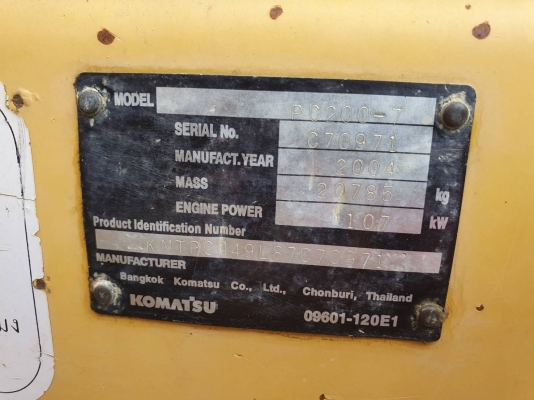 MODEL PC200-7
SERIAL No. C70971
MANUFACT. YEAR 2004
MASS 20795 kg
ENGINE POWER 107 kW
Product Identification Number
MANUFACTURER
Bangkok Komatsu Co., Ltd., Chonburi, Thailand
KOMATSU 09601-120E1